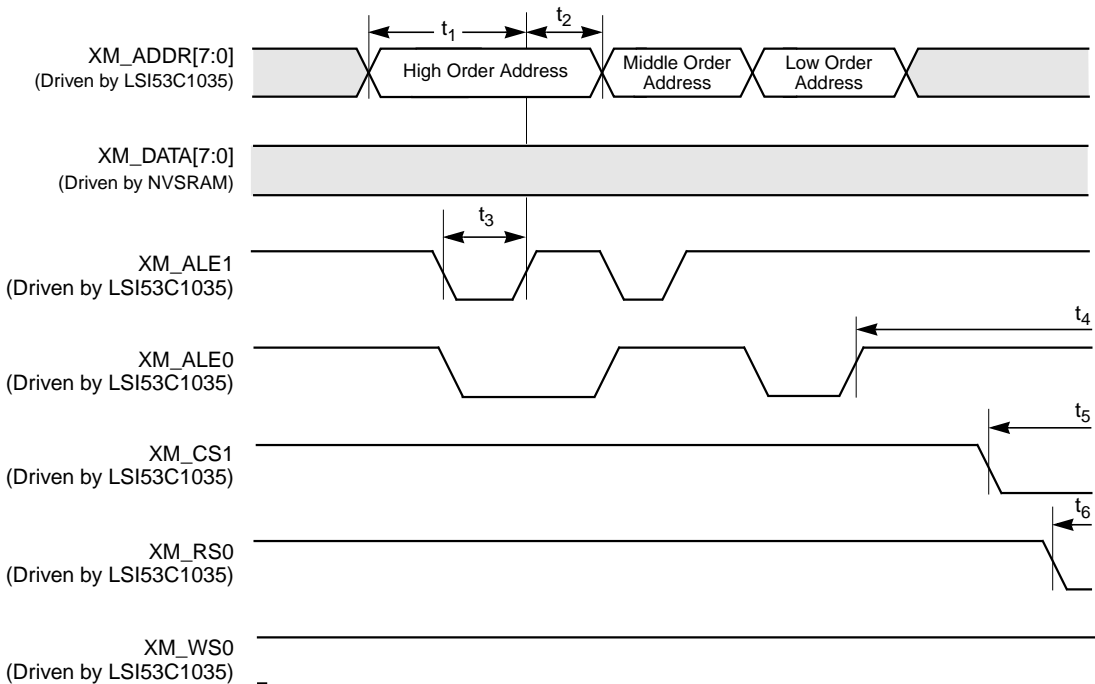 t1
t2
XM_ADDR[7:0]
(Driven by LSI53C1035)
High Order Address
Middle Order
Address
Low Order
Address
XM_DATA[7:0]
(Driven by NVSRAM)
t3
XM_ALE1
(Driven by LSI53C1035)
t4
XM_ALE0
(Driven by LSI53C1035)
t5
XM_CS1
(Driven by LSI53C1035)
t6
XM_RS0
(Driven by LSI53C1035)
XM_WS0
(Driven by LSI53C1035)